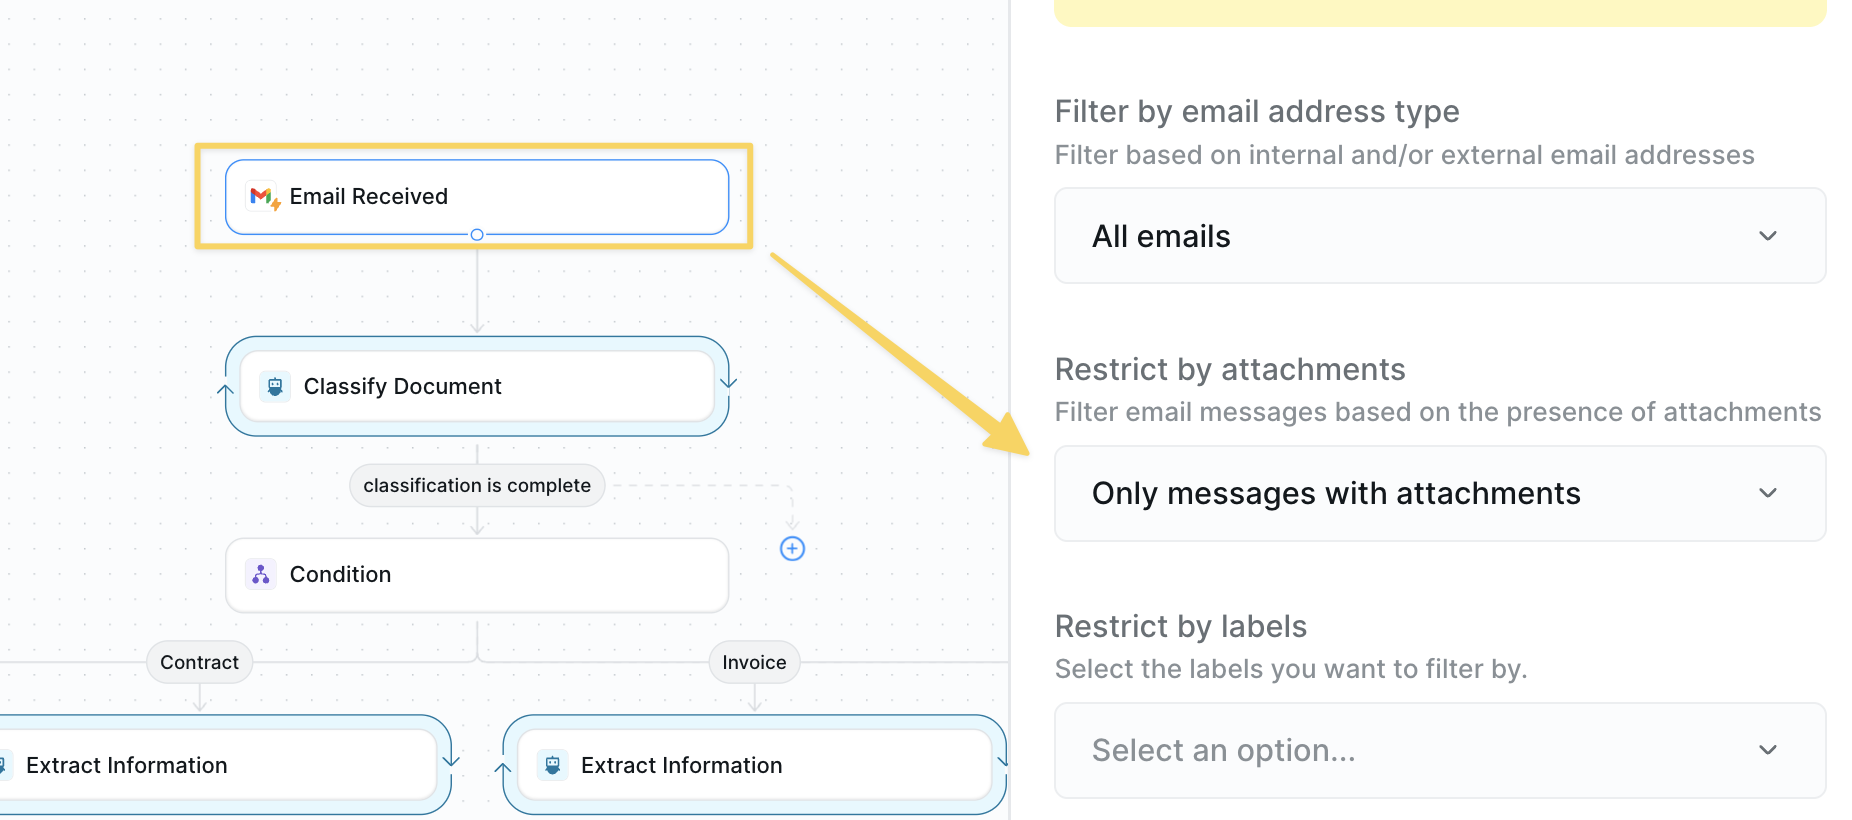 Email Received
Classify Document
classification is complete
Condition
Contract
Invoice
Extract Information
Extract Information
Filter by email address type
Filter based on internal and/or external email addresses
All emails
Restrict by attachments
Filter email messages based on the presence of attachments
Only messages with attachments
Restrict by labels
Select the labels you want to filter by.
Select an option...